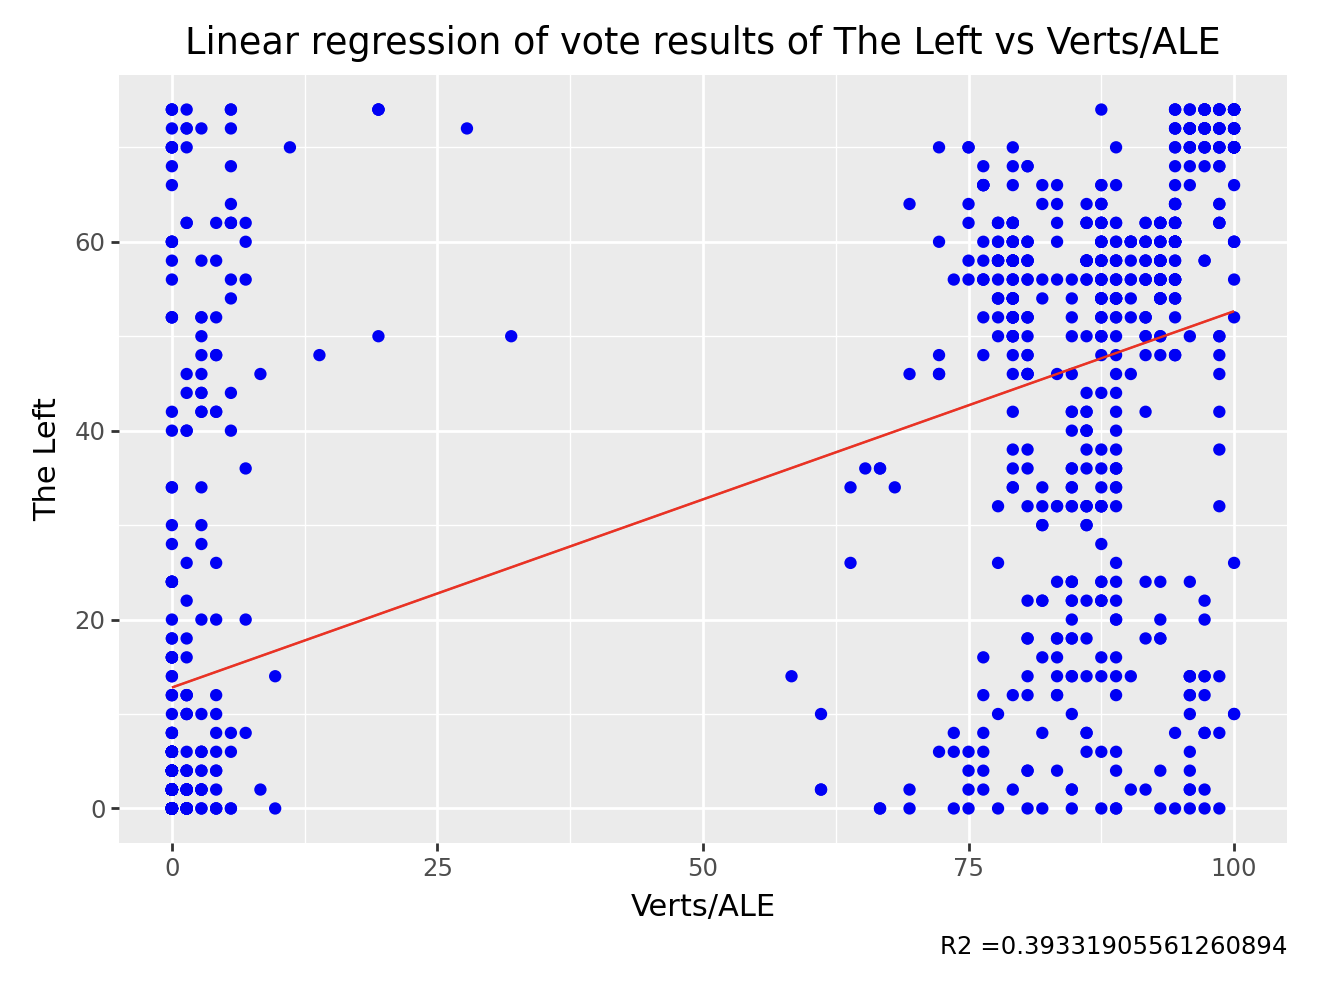 Linear regression of vote results of The Left vs Verts/ALE
60
40
20
0
The Left
0 25 50 75 100
Verts/ALE
R2 =0.39331905561260894